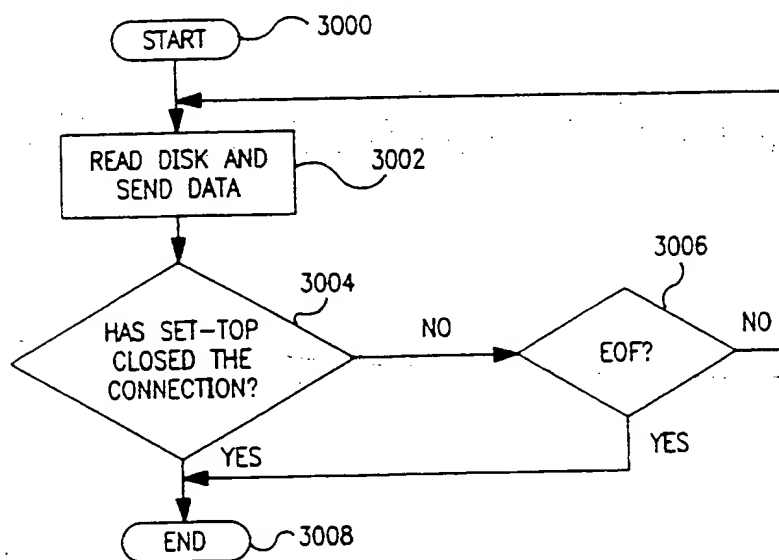 START
3000
READ DISK AND
SEND DATA
3002
HAS SET-TOP
CLOSED THE
CONNECTION?
3004
NO
EOF?
3006
NO
YES
YES
END
3008